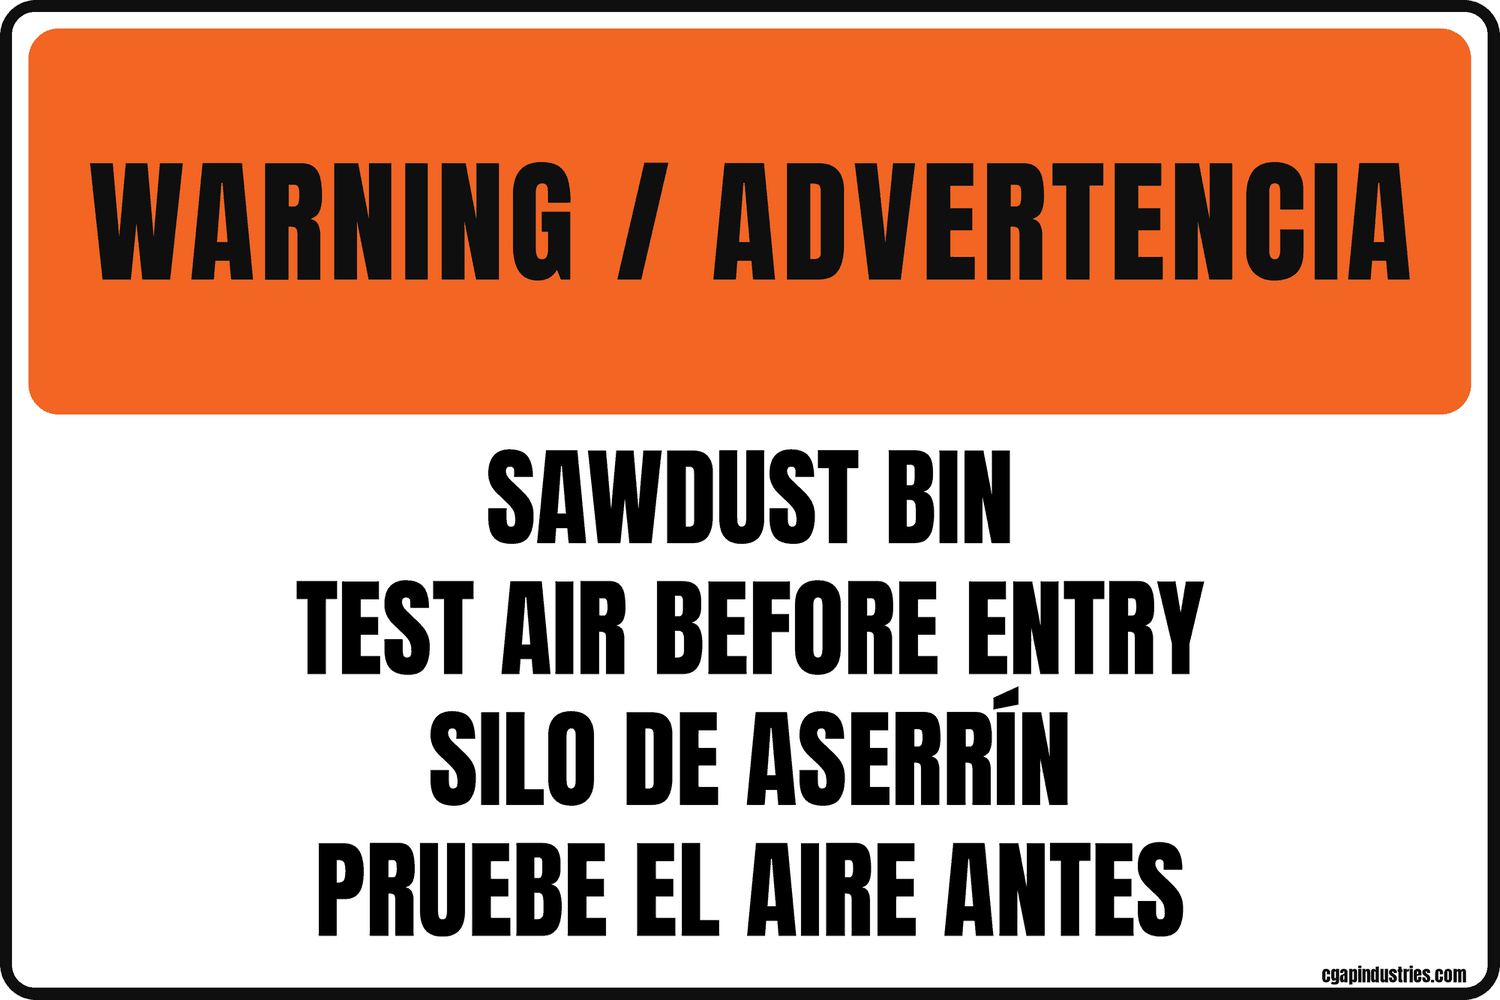 WARNING / ADVERTENCIA
SAWDUST BIN
TEST AIR BEFORE ENTRY
SILO DE ASERRÍN
PRUEBE EL AIRE ANTES
cgapindustries.com